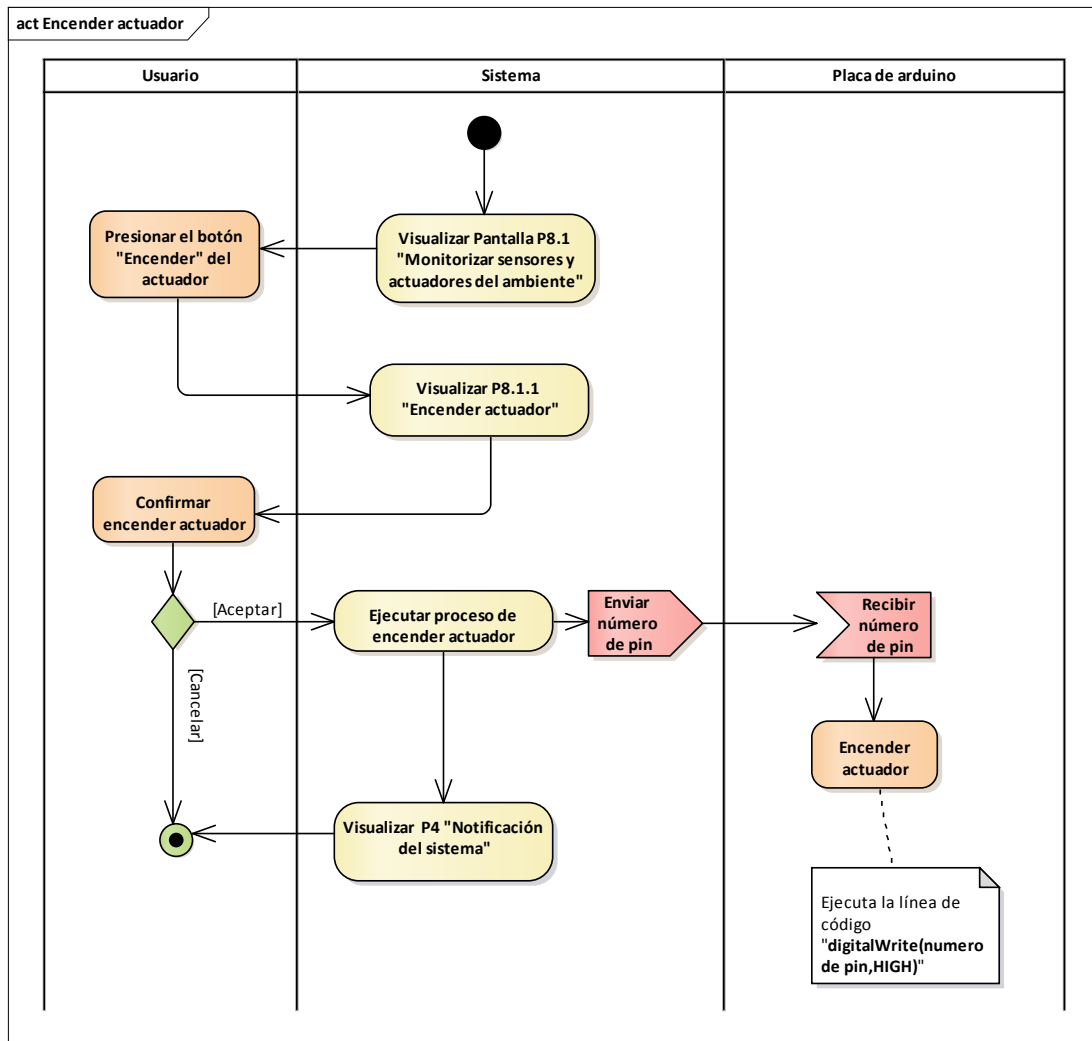 act Encender actuador
Usuario
Sistema
Placa de arduino
Visualizar Pantalla P8.1
"Monitorizar sensores y
actuadores del ambiente"
Presionar el botón
"Encender" del
actuador
Visualizar P8.1.1
"Encender actuador"
Confirmar
encender actuador
[Aceptar]
[Cancelar]
Ejecutar proceso de
encender actuador
Enviar
número
de pin
Recibir
número
de pin
Encender
actuador
Visualizar P4 "Notificación
del sistema"
Ejecuta la línea de
código
"digitalWrite(numero
de pin,HIGH)"